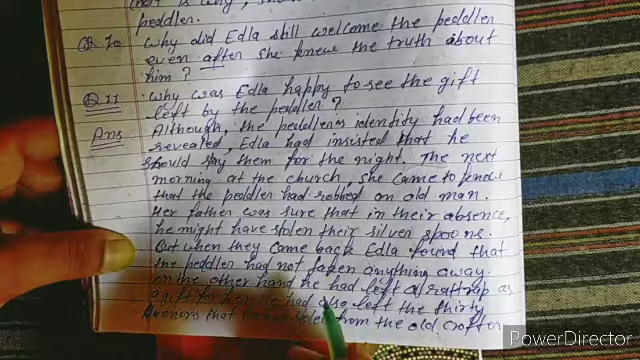 peddler.
Q 10 Why did Edla still welcome the peddler
even after she knew the truth about
him ?
Q 11 Why was Edla happy to see the gift
left by the peddler ?
Ans Although, the peddler's identity had been
revealed, Edla had insisted that he
should stay them for the night. The next
morning at the church, she came to know
that the peddler had robbed an old man.
Her father was sure that in their absence,
he might have stolen their silver spoons.
But when they came back Edla found that
the peddler had not taken anything away.
on the other hand he had left a rattrap as
a gift for her. He had also left the thirty
kronors that he stolen from the old crofter
PowerDirector